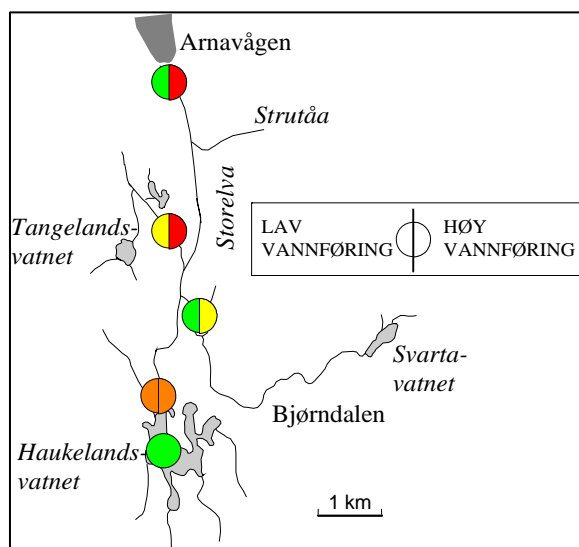 Arnavågen
Strutåa
Storelva
Tangelands-
vatnet
LAV
VANNFØRING
HØY
VANNFØRING
Svarta-
vatnet
Bjørndalen
Haukelands-
vatnet
1 km